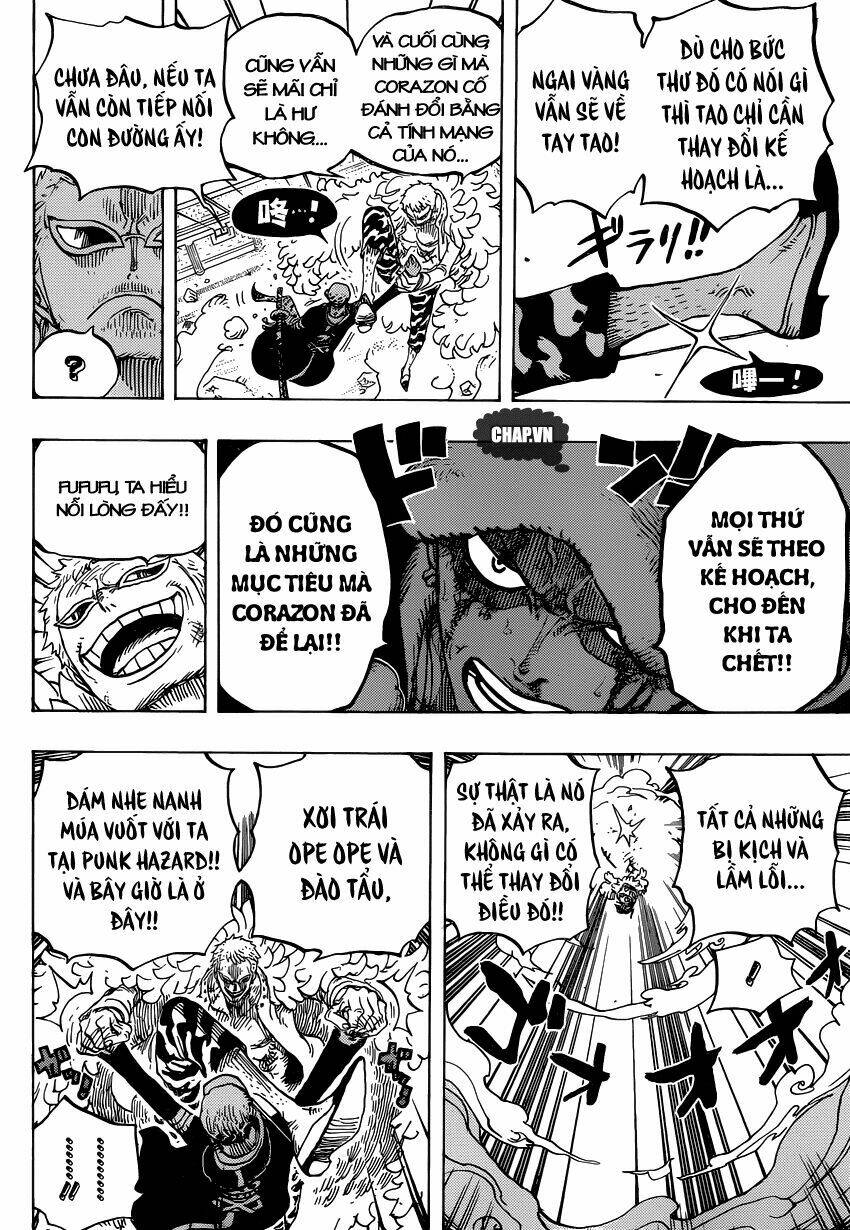 DÙ CHO BỨC
THƯ ĐÓ CÓ NÓI GÌ
THÌ TAO CHỈ CẦN
THAY ĐỔI KẾ
HOẠCH LÀ...
NGAI VÀNG
VẪN SẼ VỀ
TAY TAO!
ギラリ!!
嗶一!
VÀ CUỐI CÙNG,
NHỮNG GÌ MÀ
CORAZON CỐ
ĐÁNH ĐỔI BẰNG
CẢ TÍNH MẠNG
CỦA NÓ...
CŨNG VẪN
SẼ MÃI CHỈ
LÀ HƯ
KHÔNG...
咚…!
CHƯA ĐÂU, NẾU TA
VẪN CÒN TIẾP NỐI
CON ĐƯỜNG ẤY!
?
CHAP.VN
MỌI THỨ
VẪN SẼ THEO
KẾ HOẠCH,
CHO ĐẾN
KHI TA
CHẾT!!
ドド
ĐÓ CŨNG
LÀ NHỮNG
MỤC TIÊU MÀ
CORAZON ĐÃ
ĐỂ LẠI!!
FUFUFU, TA HIỂU
NỖI LÒNG ĐẤY!!
TẤT CẢ NHỮNG
BI KỊCH VÀ
LẦM LỖI...
SỰ THẬT LÀ NÓ
ĐÃ XẢY RA,
KHÔNG GÌ CÓ
THỂ THAY ĐỔI
ĐIỀU ĐÓ!!
!
ズオオオ
XƠI TRÁI
OPE OPE VÀ
ĐÀO TẨU,
DÁM NHE NANH
MÚA VUỐT VỚI TA
TẠI PUNK HAZARD!!
VÀ BÂY GIỜ LÀ Ở
ĐÂY!!